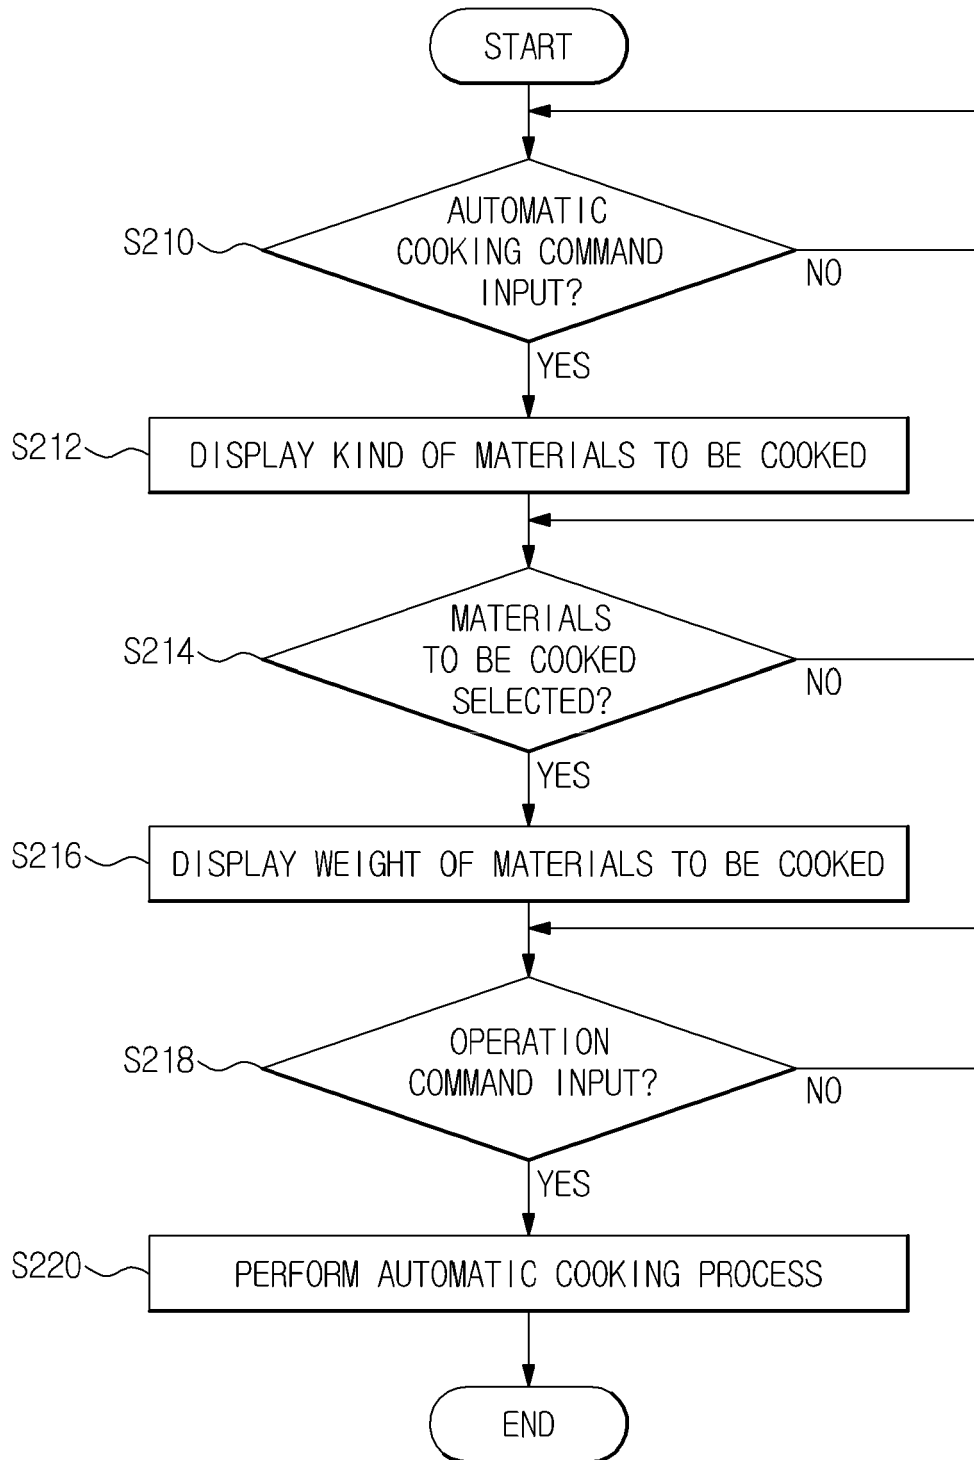 START
AUTOMATIC
COOKING COMMAND
INPUT?
S210
NO
YES
S212
DISPLAY KIND OF MATERIALS TO BE COOKED
MATERIALS
TO BE COOKED
SELECTED?
S214
NO
YES
S216
DISPLAY WEIGHT OF MATERIALS TO BE COOKED
OPERATION
COMMAND INPUT?
S218
NO
YES
S220
PERFORM AUTOMATIC COOKING PROCESS
END